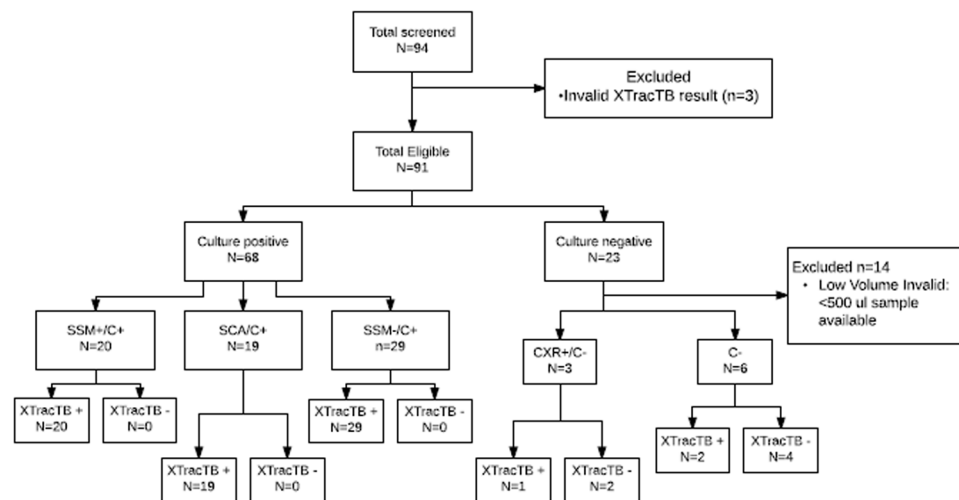 Total screened
N=94
Excluded
•Invalid XTracTB result (n=3)
Total Eligible
N=91
Culture positive
N=68
Culture negative
N=23
Excluded n=14
• Low Volume Invalid:
<500 ul sample
available
SSM+/C+
N=20
SCA/C+
N=19
SSM-/C+
n=29
CXR+/C-
N=3
C-
N=6
XTracTB +
N=20
XTracTB -
N=0
XTracTB +
N=29
XTracTB -
N=0
XTracTB +
N=2
XTracTB -
N=4
XTracTB +
N=19
XTracTB -
N=0
XTracTB +
N=1
XTracTB -
N=2